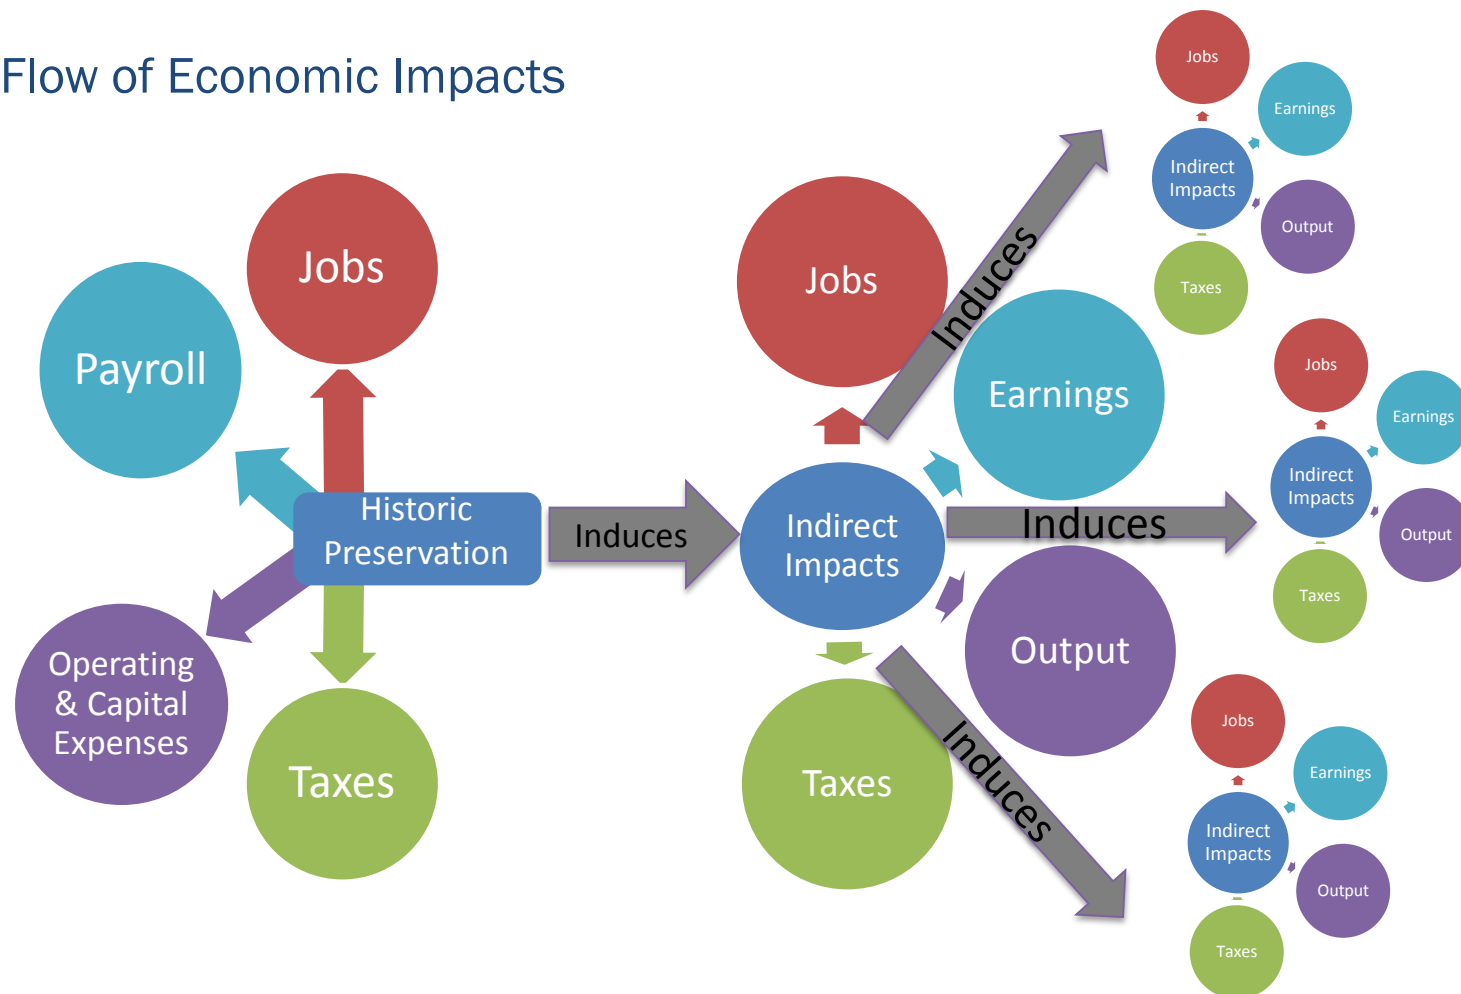 Flow of Economic Impacts
Jobs
Payroll
Historic
Preservation
Operating
& Capital
Expenses
Taxes
Induces
Jobs
Earnings
Indirect
Impacts
Output
Taxes
Induces
Induces
Induces
Jobs
Earnings
Indirect
Impacts
Output
Taxes
Jobs
Earnings
Indirect
Impacts
Output
Taxes
Jobs
Earnings
Indirect
Impacts
Output
Taxes